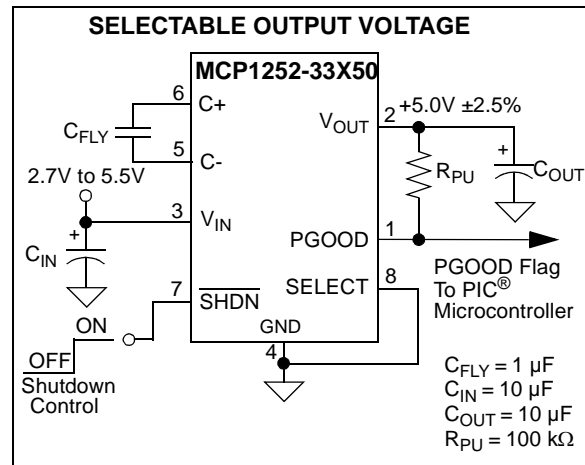 SELECTABLE OUTPUT VOLTAGE
MCP1252-33X50
6
C+
CFLY
5
C-
2.7V to 5.5V
3
VIN
CIN
7
SHDN
ON
OFF
Shutdown
Control
GND
4
VOUT
2
+5.0V ±2.5%
+
RPU
COUT
PGOOD
1
SELECT
8
PGOOD Flag
To PIC®
Microcontroller
+
CFLY = 1 µF
CIN = 10 µF
COUT = 10 µF
RPU = 100 kΩ